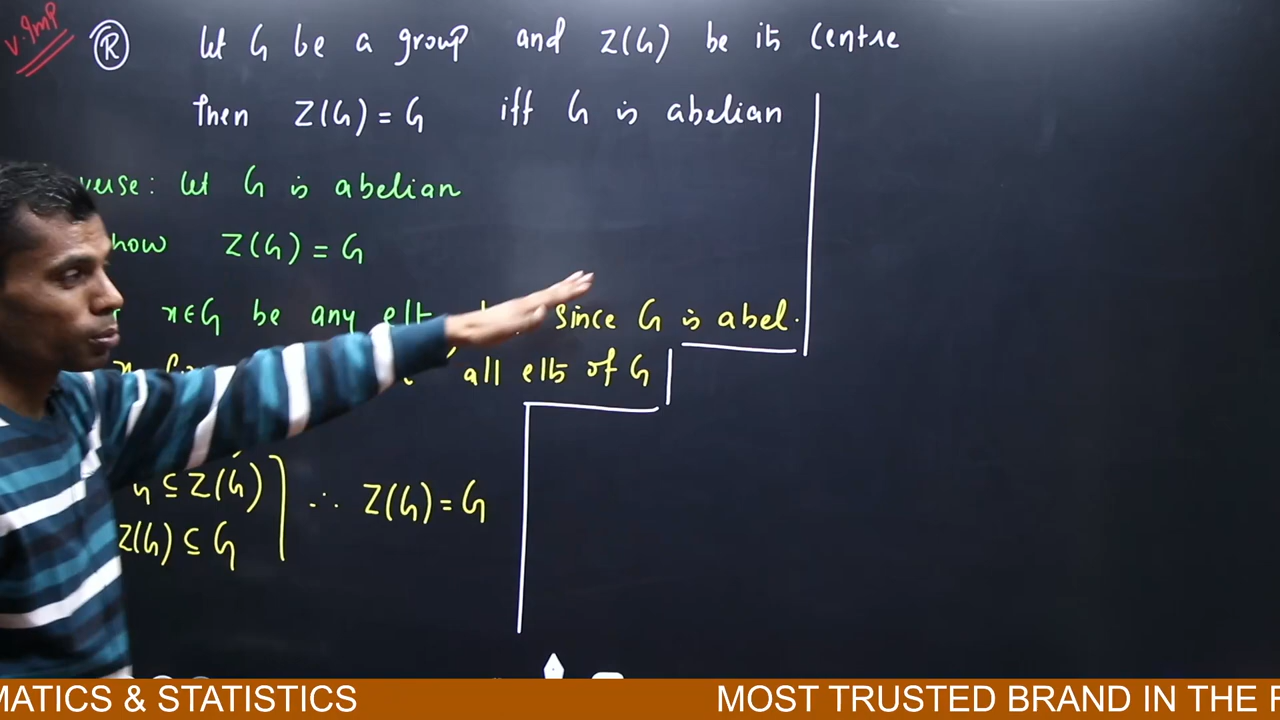 V. Imp
R Let G be a group and Z(G) be its centre
Then Z(G) = G iff G is abelian
verse: let G is abelian
how Z(G) = G
x∈G be any elt since G is abel.
all elts of G
G ⊆ Z(G)
∴ Z(G) = G
Z(G) ⊆ G
MATICS & STATISTICS MOST TRUSTED BRAND IN THE F